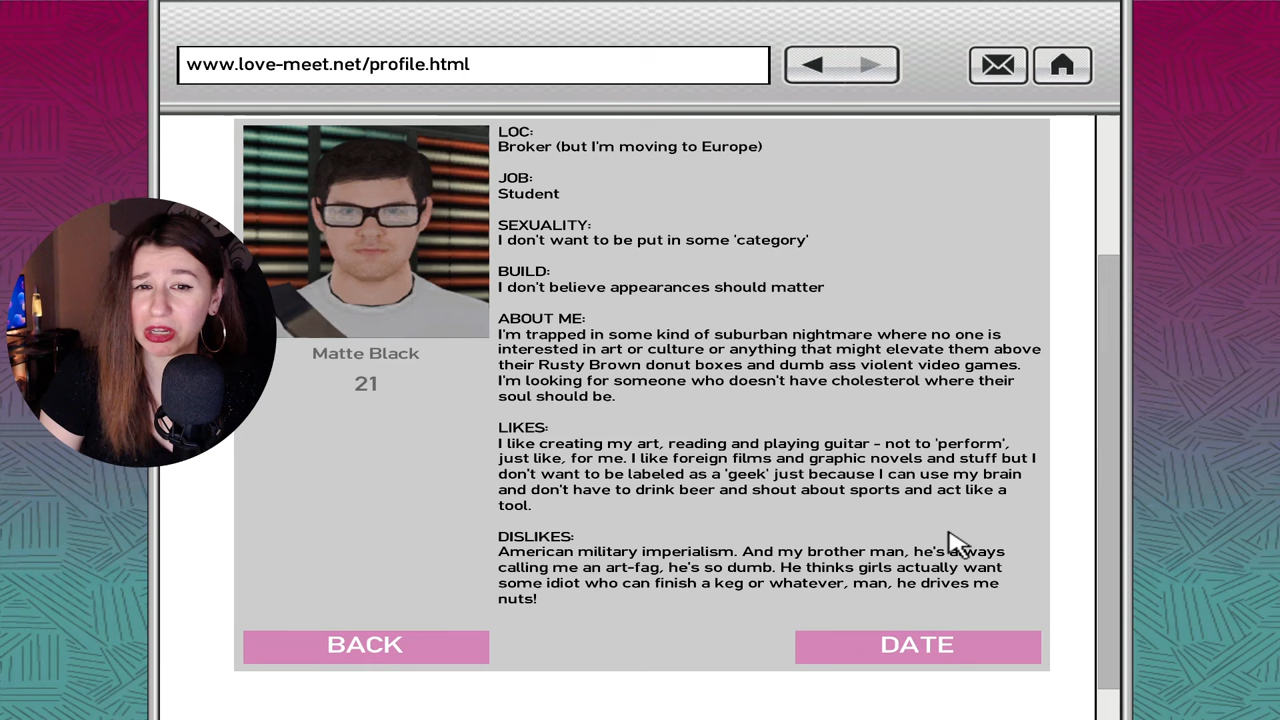 www.love-meet.net/profile.html
LOC:
Broker (but I'm moving to Europe)
JOB:
Student
SEXUALITY:
I don't want to be put in some 'category'
BUILD:
I don't believe appearances should matter
ABOUT ME:
I'm trapped in some kind of suburban nightmare where no one is
interested in art or culture or anything that might elevate them above
their Rusty Brown donut boxes and dumb ass violent video games.
I'm looking for someone who doesn't have cholesterol where their
soul should be.
LIKES:
I like creating my art, reading and playing guitar - not to 'perform',
just like, for me. I like foreign films and graphic novels and stuff but I
don't want to be labeled as a 'geek' just because I can use my brain
and don't have to drink beer and shout about sports and act like a
tool.
DISLIKES:
American military imperialism. And my brother man, he's always
calling me an art-fag, he's so dumb. He thinks girls actually want
some idiot who can finish a keg or whatever, man, he drives me
nuts!
Matte Black
21
BACK
DATE